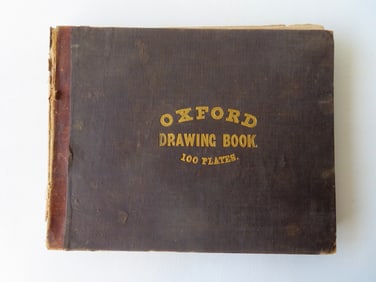 OXFORD
DRAWING BOOK.
100 PLATES.